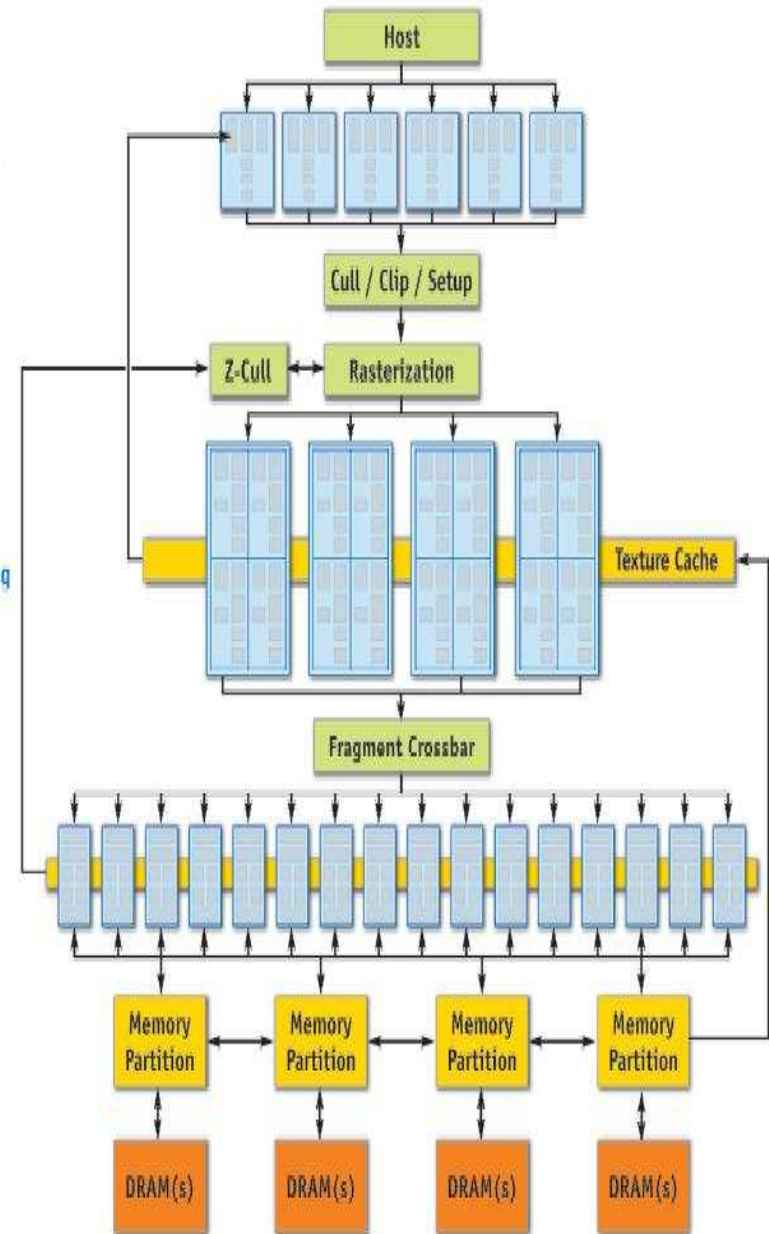 Host
Cull / Clip / Setup
Z-Cull
Rasterization
Texture Cache
g
Fragment Crossbar
Memory
Partition
Memory
Partition
Memory
Partition
Memory
Partition
DRAM(s)
DRAM(s)
DRAM(s)
DRAM(s)